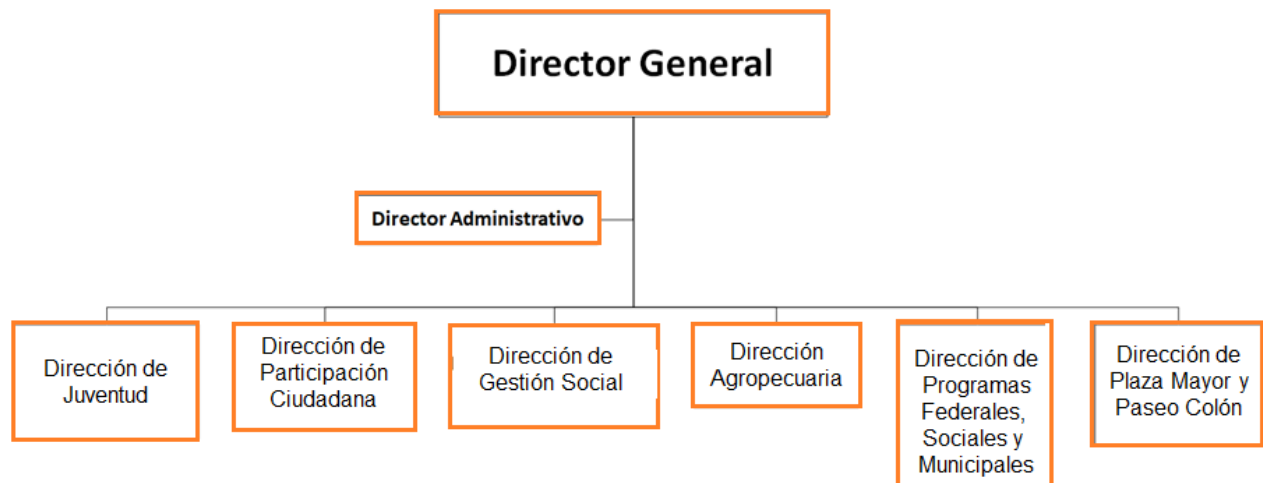 Director General
Director Administrativo
Dirección de
Juventud
Dirección de
Participación
Ciudadana
Dirección de
Gestión Social
Dirección
Agropecuaria
Dirección de
Programas
Federales,
Sociales y
Municipales
Dirección de
Plaza Mayor y
Paseo Colón